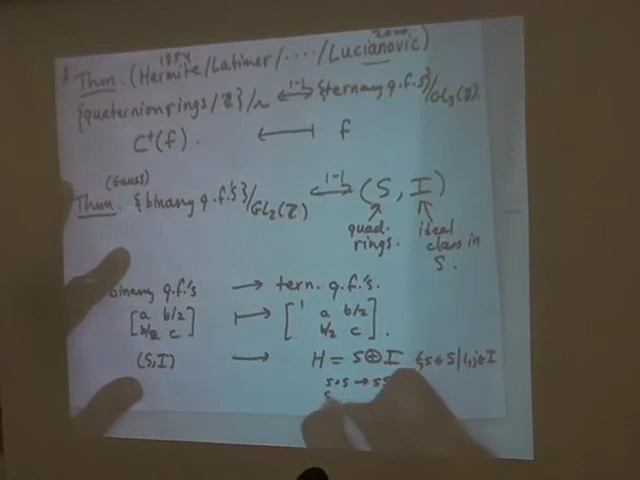 1854 2000.
Thm. (Hermite/Latimer/..../Lucianovic)
{quaternion rings/ℤ}/~ ⟷ 1-1 {ternary q.f.s}/GL₃(ℤ).
C⁺(f). ⟵| f
(Gauss)
Thm. {binary q.f.'s}/GL₂(ℤ) ⟷ 1-1 (S, I)
quad. rings. ideal class in S.
binary q.f.'s ⟶ tern. q.f.'s.
[a b/2 b/2 c] ⟼ [1 a b/2 b/2 c].
(S,I) ⟶ H = S⊕I